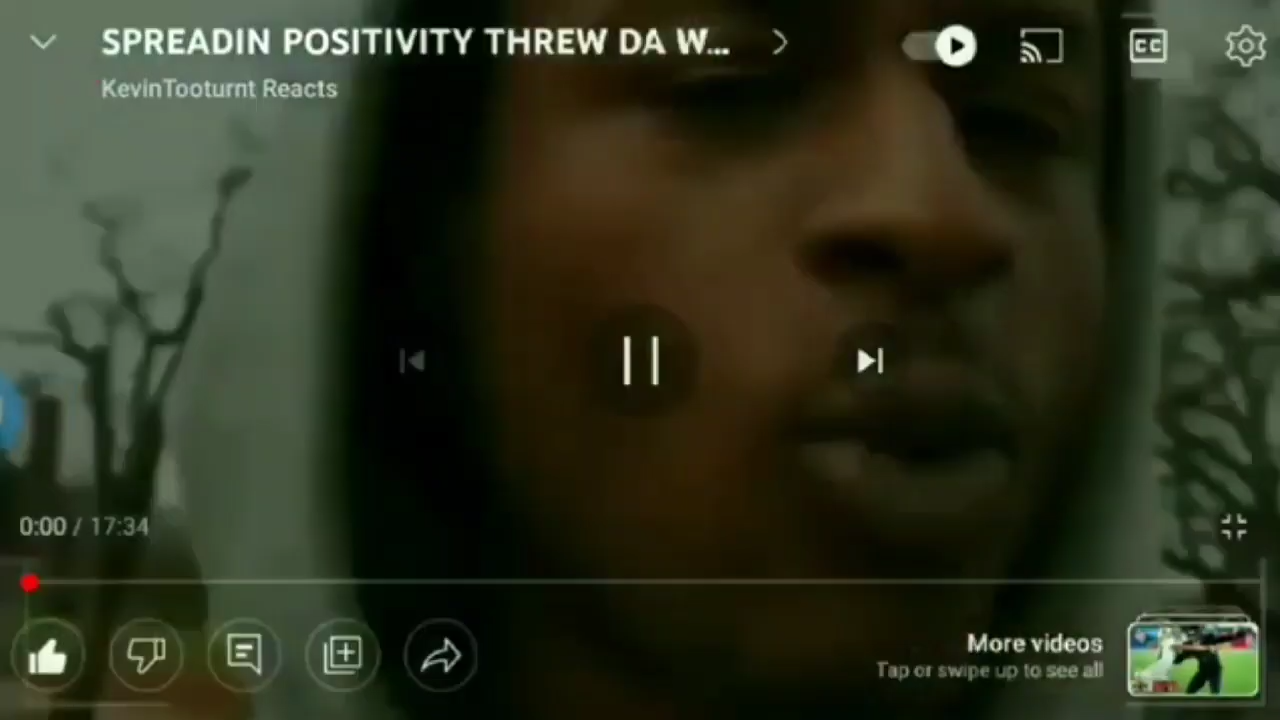 SPREADIN POSITIVITY THREW DA W...
KevinTooturnt Reacts
CC
0:00 / 17:34
More videos
Tap or swipe up to see all